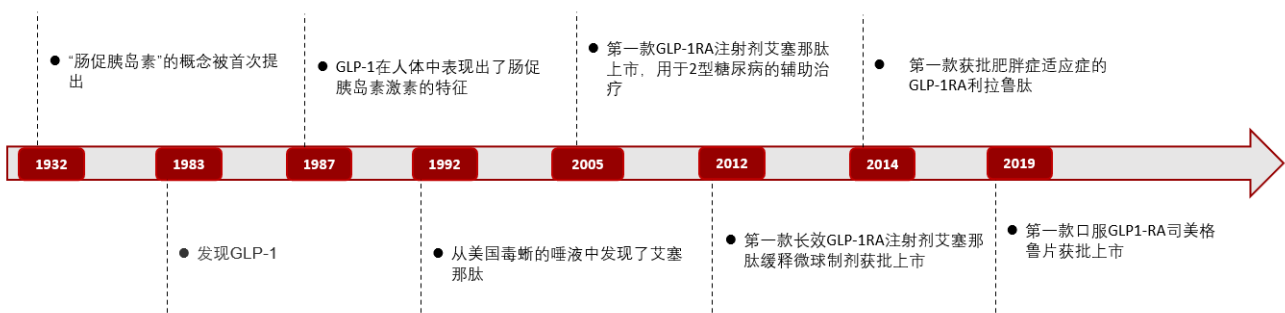 “肠促胰岛素”的概念被首次提
出
GLP-1在人体中表现出了肠促
胰岛素激素的特征
第一款GLP-1RA注射剂艾塞那肽
上市，用于2型糖尿病的辅助治
疗
第一款获批肥胖症适应症的
GLP-1RA利拉鲁肽
1932
1983
1987
1992
2005
2012
2014
2019
发现GLP-1
从美国毒蜥的唾液中发现了艾塞
那肽
第一款长效GLP-1RA注射剂艾塞那
肽缓释微球制剂获批上市
第一款口服GLP1-RA司美格
鲁片获批上市